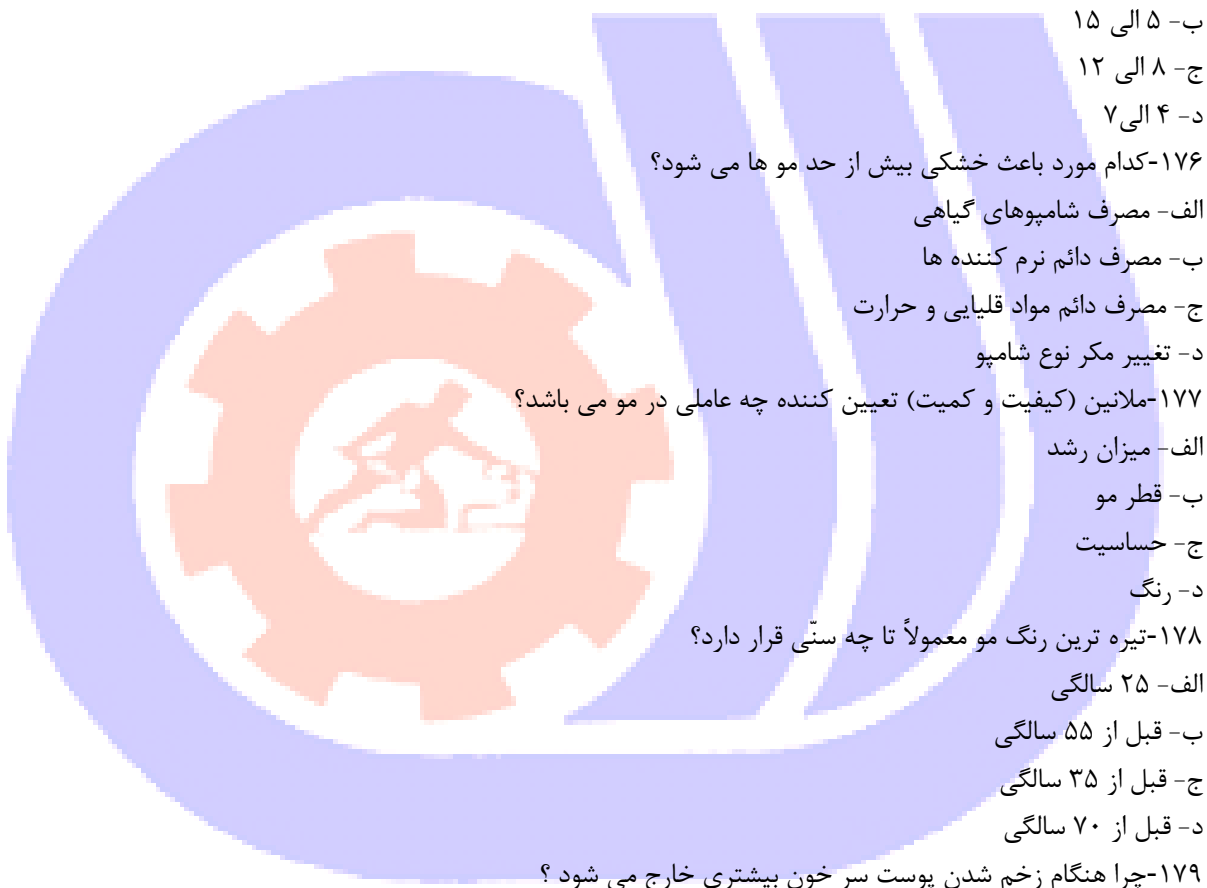 ب- ۵ الی ۱۵
ج- ۸ الی ۱۲
د- ۴ الی۷
۱۷۶-کدام مورد باعث خشکی بیش از حد مو ها می شود؟
الف- مصرف شامپوهای گیاهی
ب- مصرف دائم نرم کننده ها
ج- مصرف دائم مواد قلیایی و حرارت
د- تغییر مکر نوع شامپو
۱۷۷-ملانین (کیفیت و کمیت) تعیین کننده چه عاملی در مو می باشد؟
الف- میزان رشد
ب- قطر مو
ج- حساسیت
د- رنگ
۱۷۸-تیره ترین رنگ مو معمولاً تا چه سنّی قرار دارد؟
الف- ۲۵ سالگی
ب- قبل از ۵۵ سالگی
ج- قبل از ۳۵ سالگی
د- قبل از ۷۰ سالگی
۱۷۹-چرا هنگام زخم شدن پوست سر خون بیشتری خارج می شود ؟